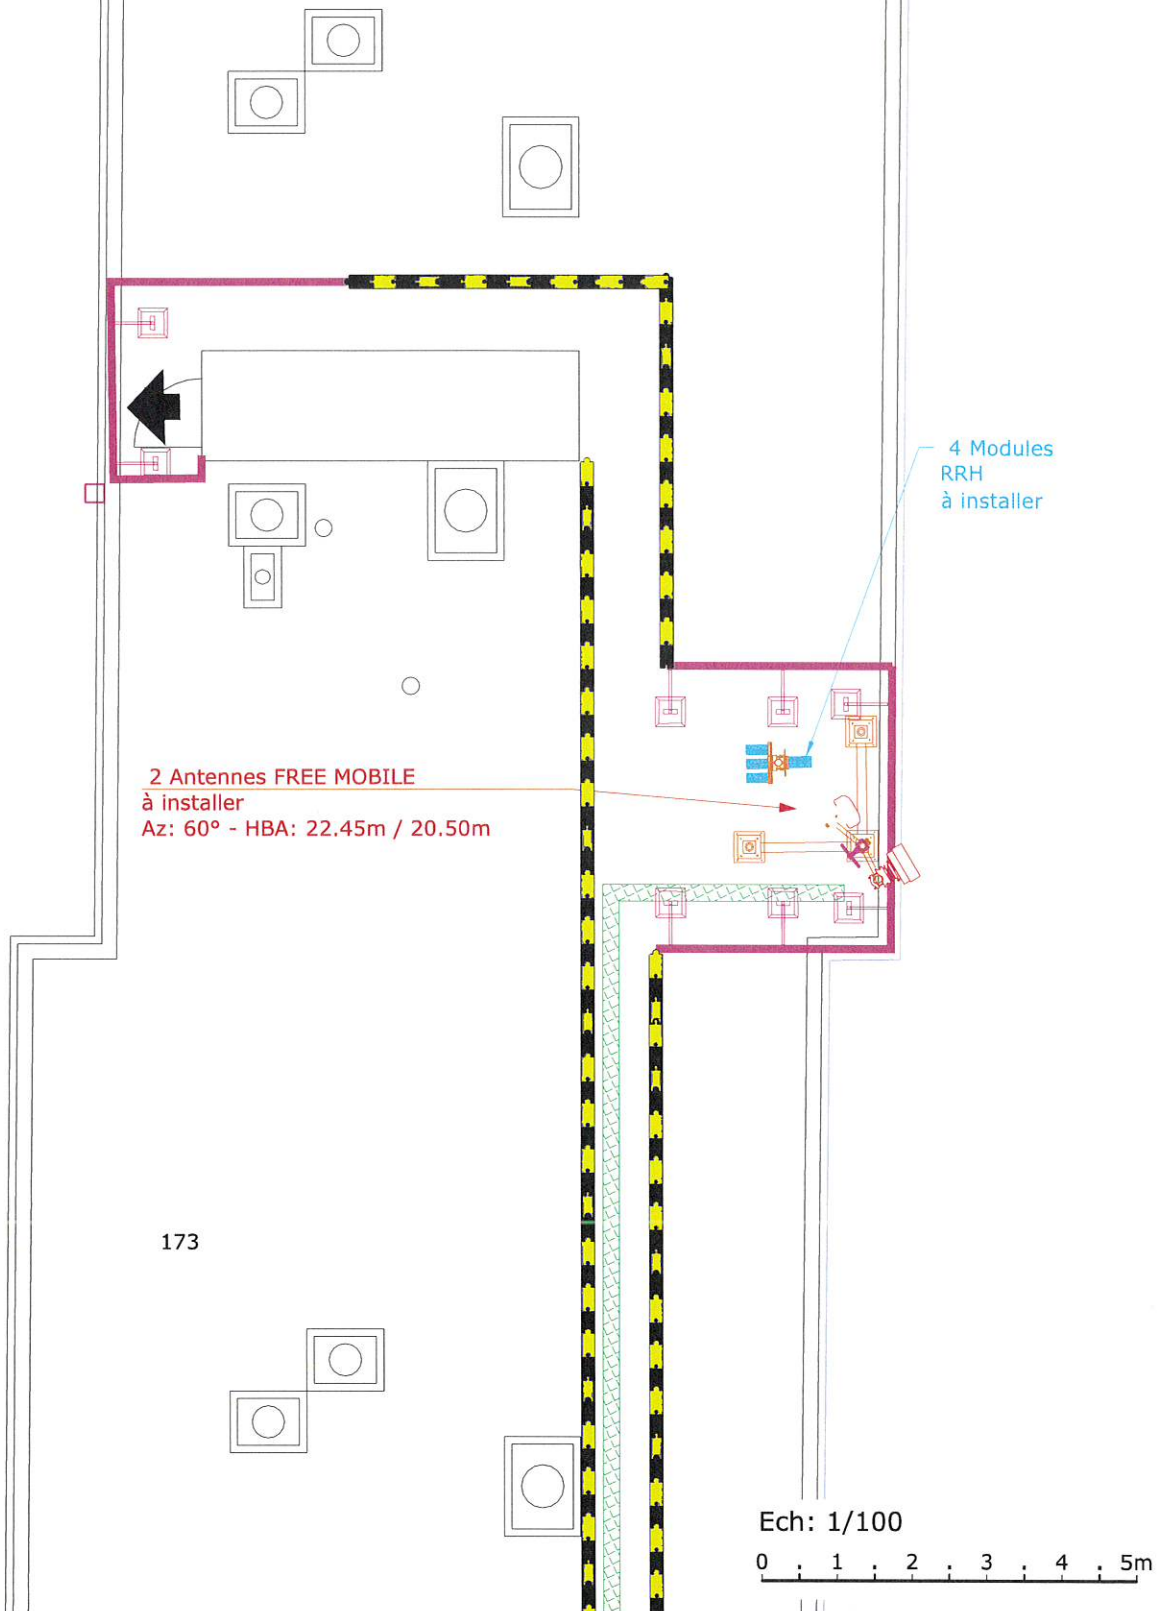 4 Modules
RRH
à installer
2 Antennes FREE MOBILE
à installer
Az: 60° - HBA: 22.45m / 20.50m
173
Ech: 1/100
0 . 1 . 2 . 3 . 4 . 5m